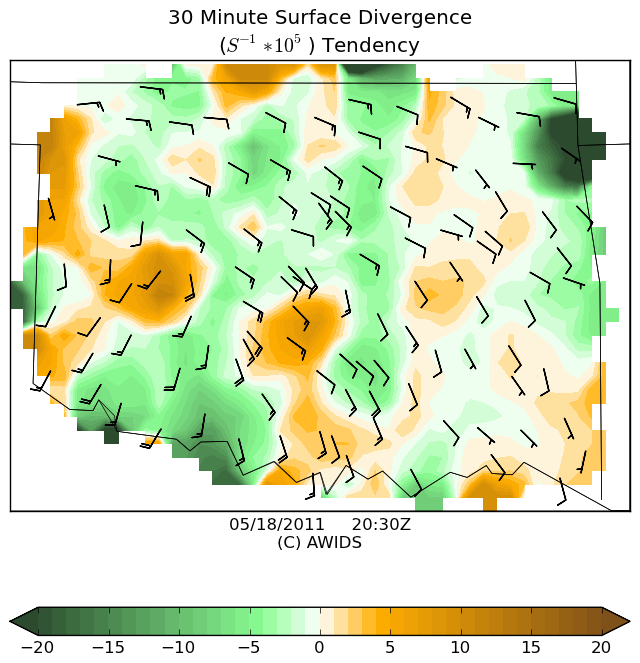 30 Minute Surface Divergence
(S⁻¹ ∗ 10⁵ ) Tendency
05/18/2011 20:30Z
(C) AWIDS
−20 −15 −10 −5 0 5 10 15 20